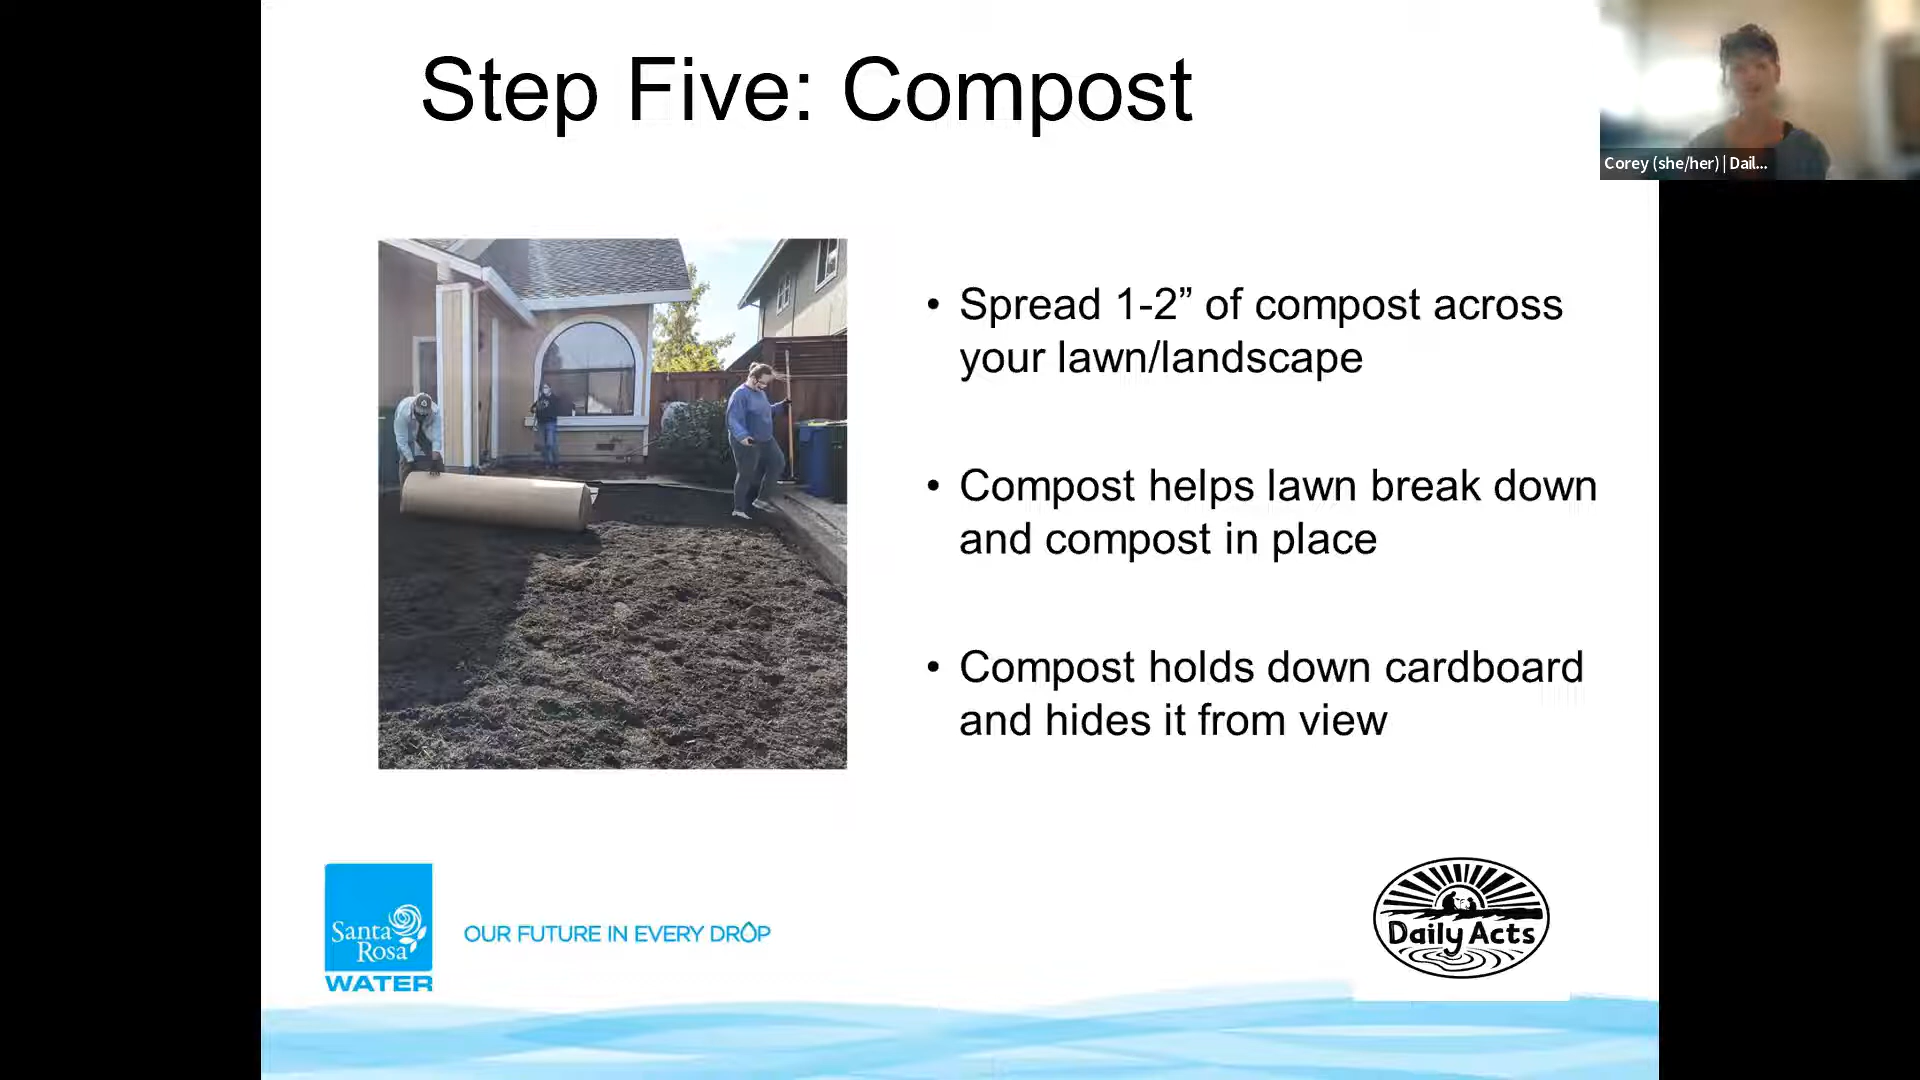 Step Five: Compost
Corey (she/her) | Dail...
• Spread 1-2” of compost across
your lawn/landscape
• Compost helps lawn break down
and compost in place
• Compost holds down cardboard
and hides it from view
Santa
Rosa
WATER
OUR FUTURE IN EVERY DROP
Daily Acts